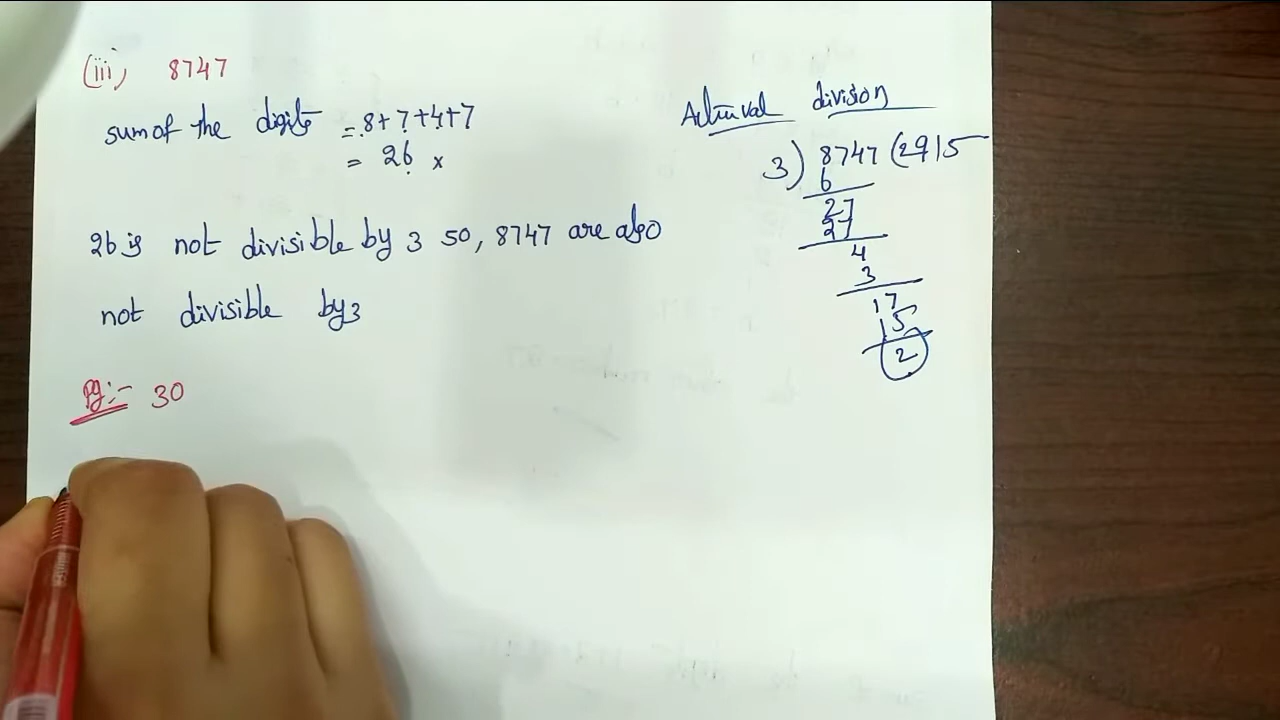 (iii) 8747
sum of the digits = 8+7+4+7
= 26 x
26 is not divisible by 3 so, 8747 are also
not divisible by 3
Pg:- 30
Actual division
3) 8747 (2915
6
27
27
4
3
17
15
2